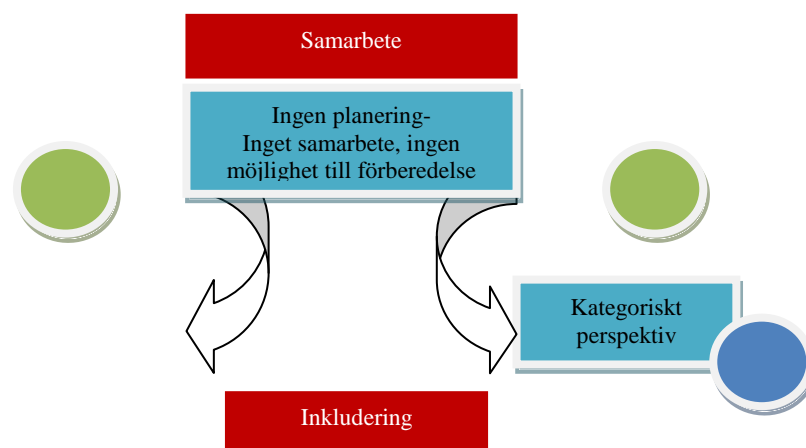 Samarbete
Ingen planering-
Inget samarbete, ingen
möjlighet till förberedelse
Kategoriskt
perspektiv
Inkludering